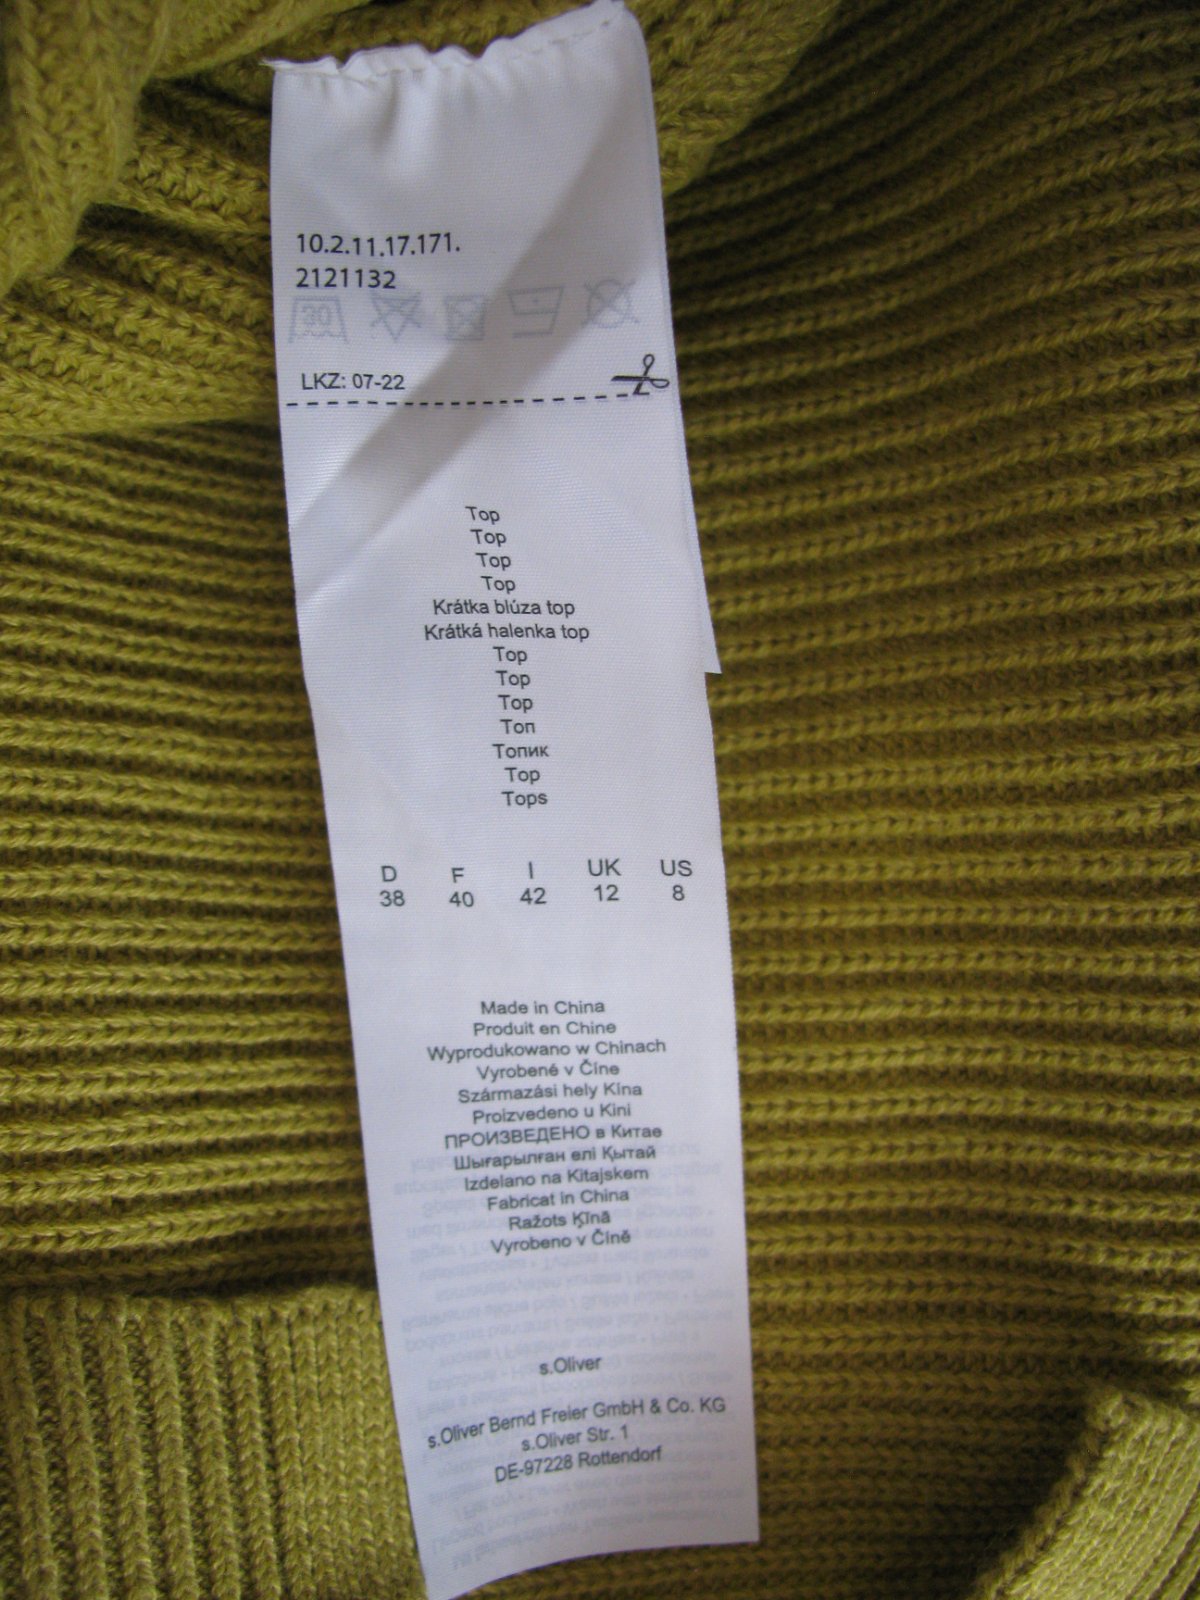 10.2.11.17.171.
2121132
30
LKZ: 07-22
Top
Top
Top
Top
Krátka blúza top
Krátká halenka top
Top
Top
Top
Топ
Топик
Top
Tops
D F I UK US
38 40 42 12 8
Made in China
Produit en Chine
Wyprodukowano w Chinach
Vyrobené v Číne
Származási hely Kína
Proizvedeno u Kini
ПРОИЗВЕДЕНО в Китае
Шығарылған елі Қытай
Izdelano na Kitajskem
Fabricat in China
Ražots Ķīnā
Vyrobeno v Číně
s.Oliver
s.Oliver Bernd Freier GmbH & Co. KG
s.Oliver Str. 1
DE-97228 Rottendorf